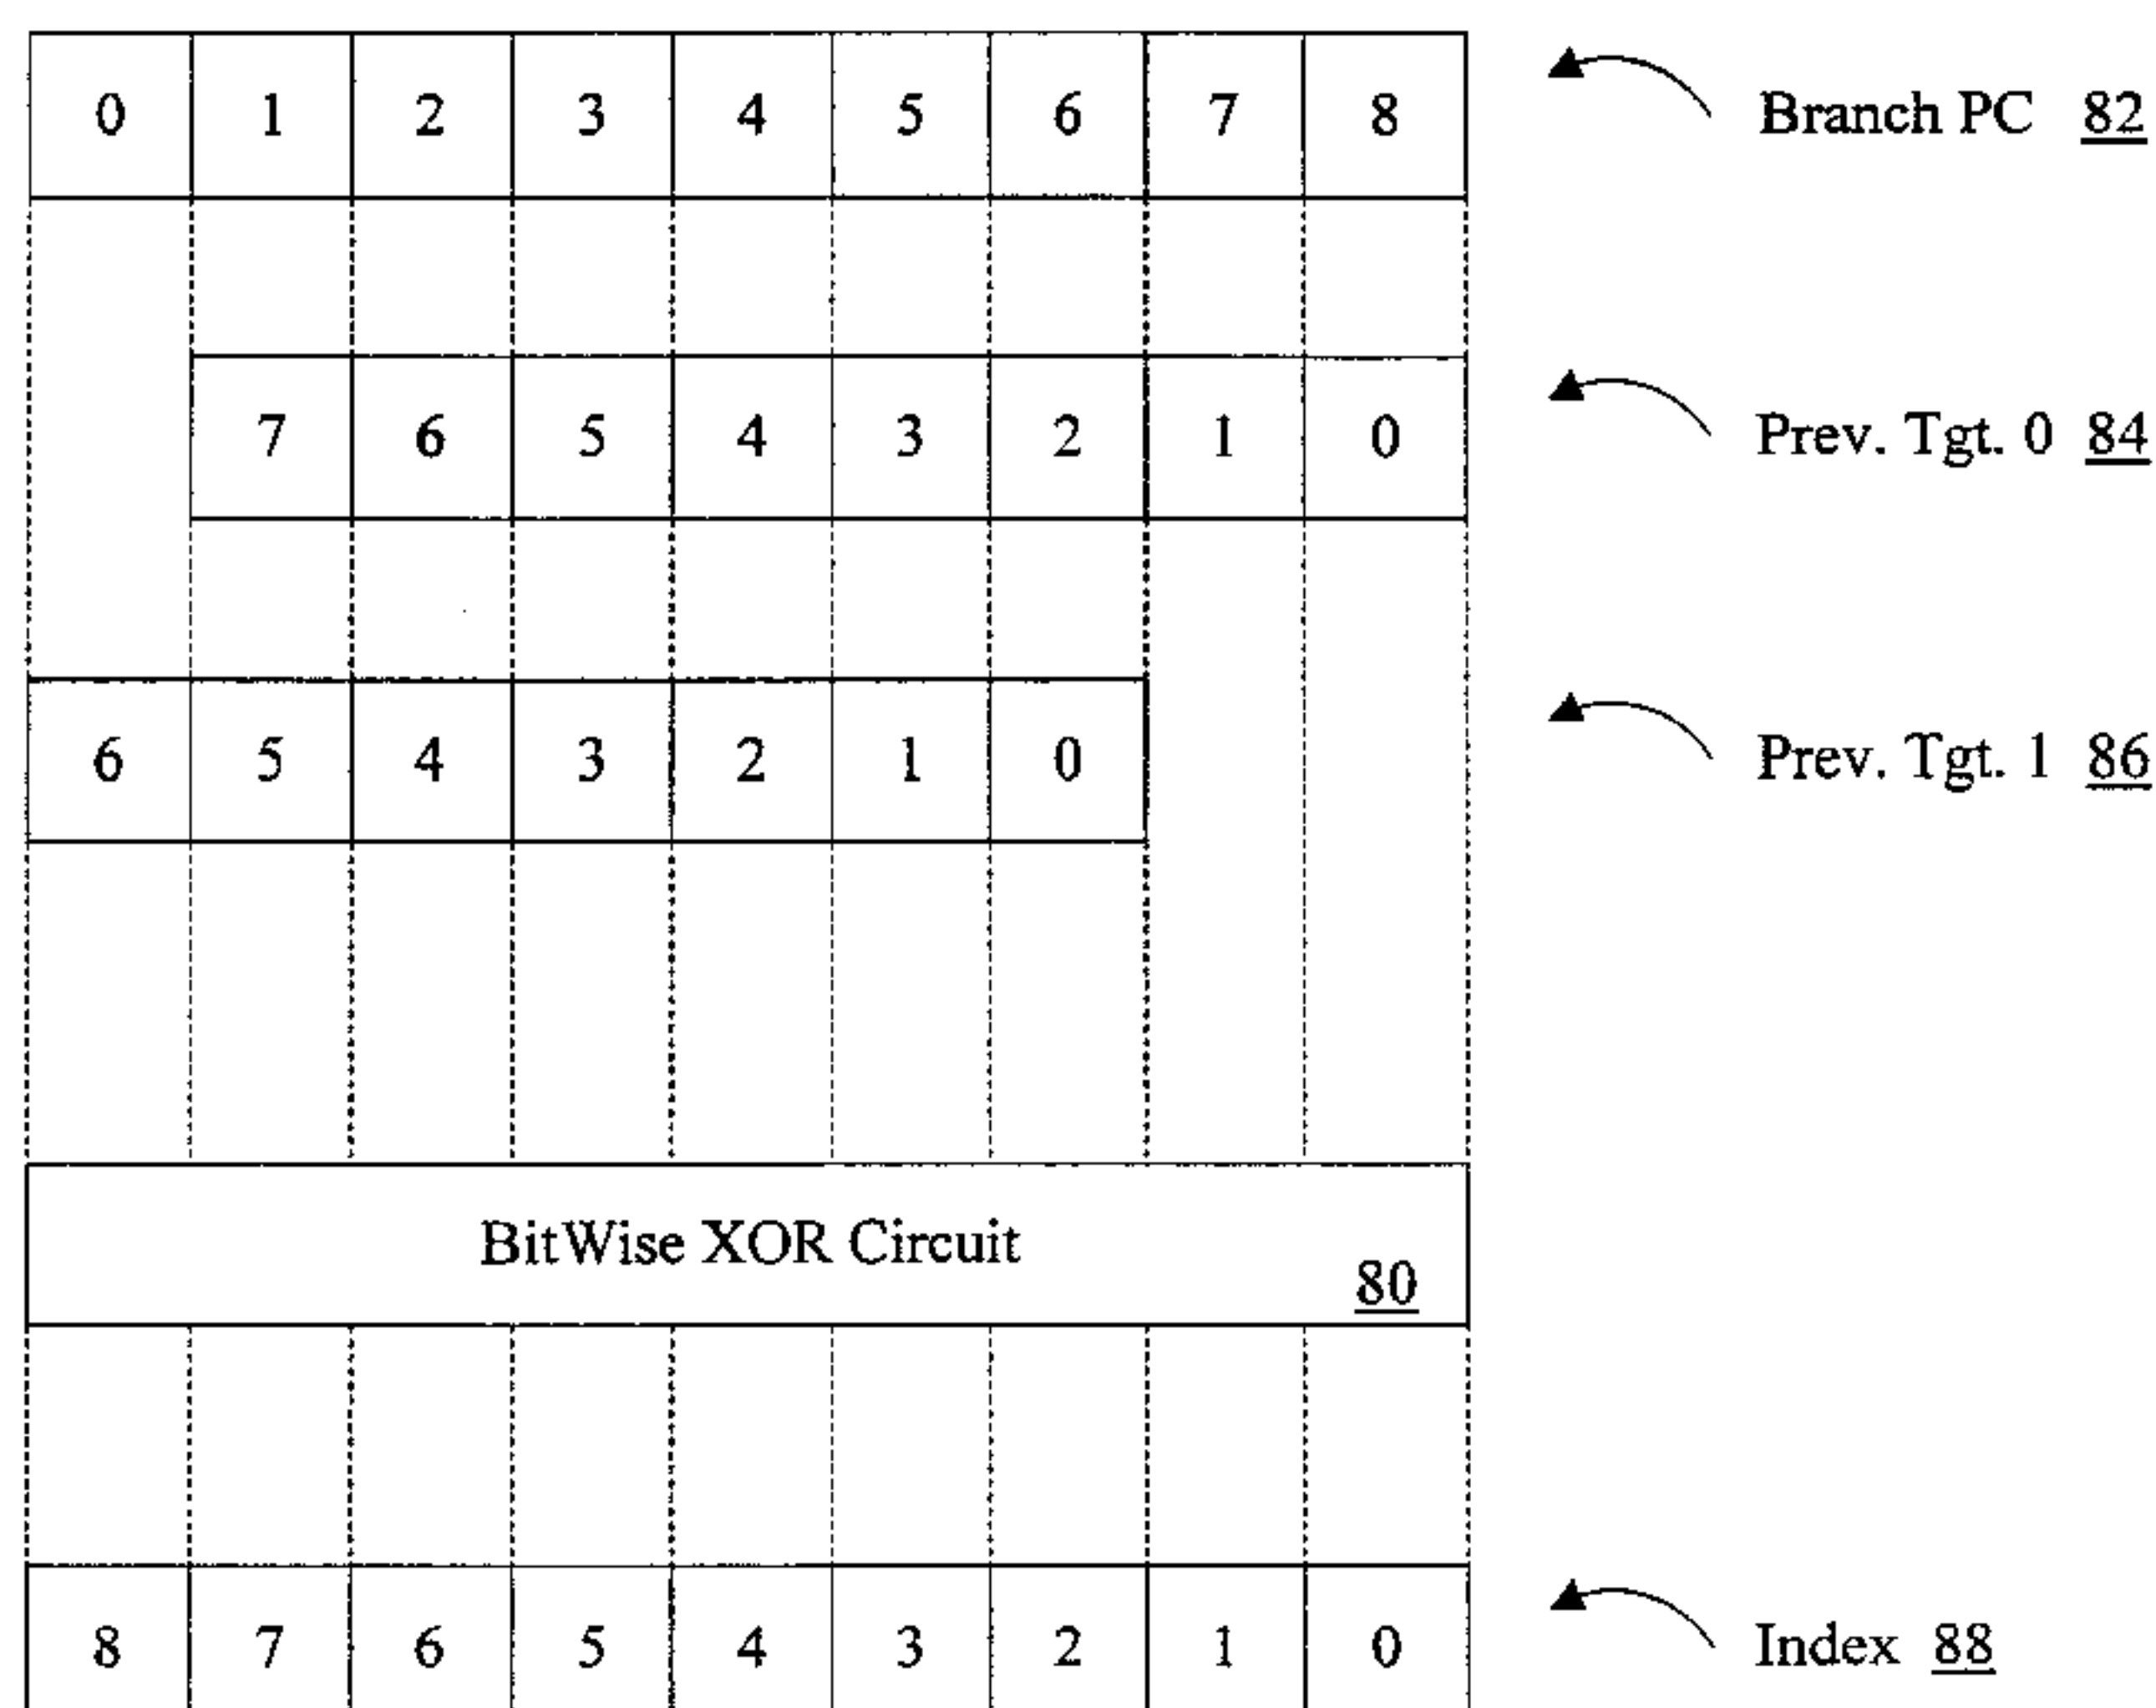 0 1 2 3 4 5 6 7 8 Branch PC 82
7 6 5 4 3 2 1 0 Prev. Tgt. 0 84
6 5 4 3 2 1 0 Prev. Tgt. 1 86
BitWise XOR Circuit
80
8 7 6 5 4 3 2 1 0 Index 88